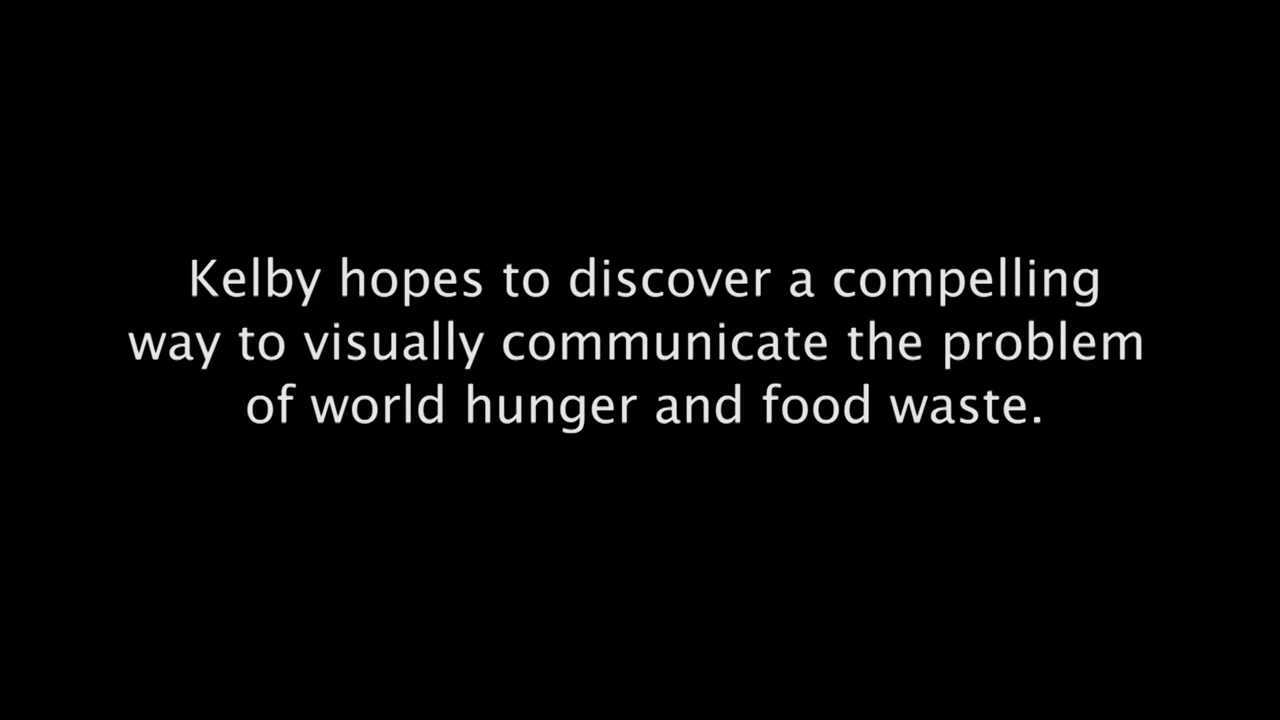 Kelby hopes to discover a compelling
way to visually communicate the problem
of world hunger and food waste.